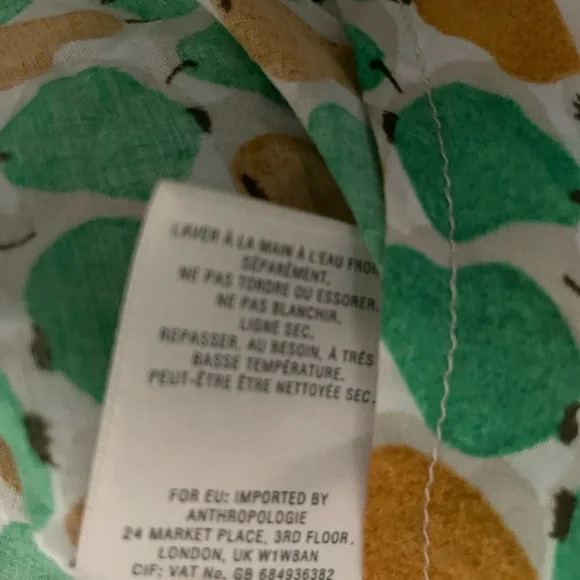 LAVER À LA MAIN À L'EAU
SÉPARÉMENT.
NE PAS TORDRE OU ESSORER.
NE PAS BLANCHIR.
LIGNE SEC.
REPASSER, AU BESOIN, À TRÉS
BASSE TEMPÉRATURE.
PEUT-ÊTRE ÊTRE NETTOYÉE SEC.
FOR EU: IMPORTED BY
ANTHROPOLOGIE
24 MARKET PLACE, 3RD FLOOR,
LONDON, UK W1W8AN
CIF: VAT No. GB 684936382